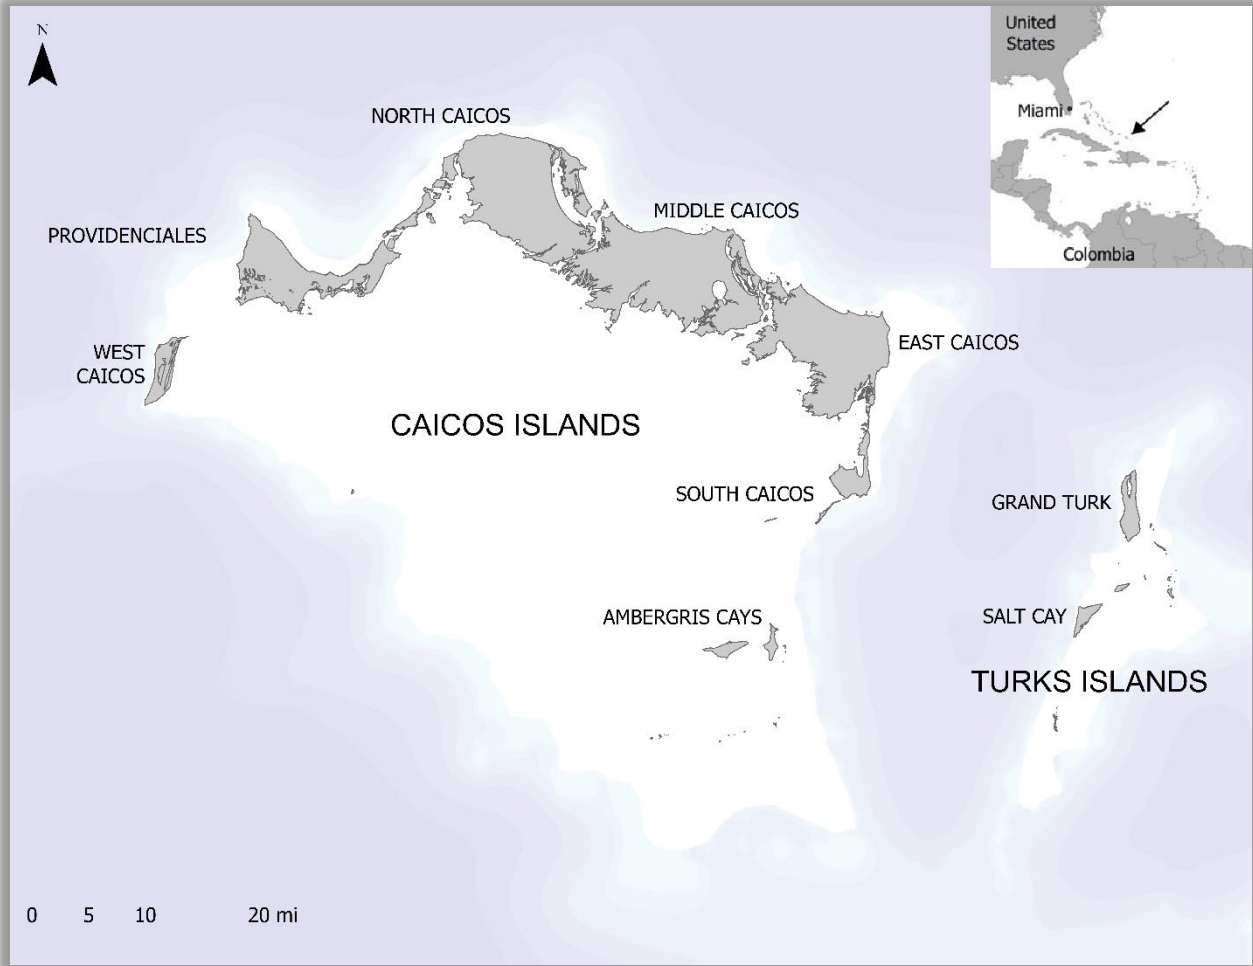 N
United
States
Miami
Colombia
NORTH CAICOS
MIDDLE CAICOS
PROVIDENCIALES
EAST CAICOS
WEST
CAICOS
CAICOS ISLANDS
SOUTH CAICOS
GRAND TURK
AMBERGRIS CAYS
SALT CAY
TURKS ISLANDS
0 5 10 20 mi